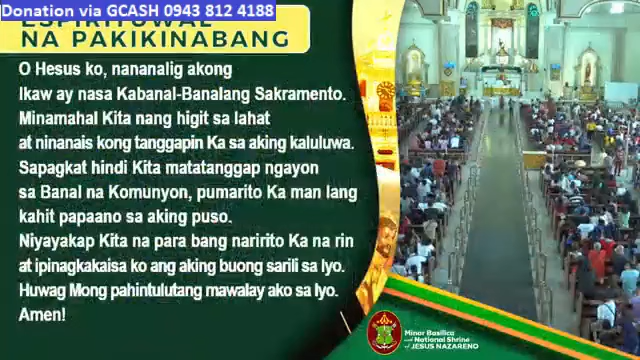 Donation via GCASH 0943 812 4188
ESPIRITUWAL
NA PAKIKINABANG
O Hesus ko, nananalig akong
Ikaw ay nasa Kabanal-Banalang Sakramento.
Minamahal Kita nang higit sa lahat
at ninanais kong tanggapin Ka sa aking kaluluwa.
Sapagkat hindi Kita matatanggap ngayon
sa Banal na Komunyon, pumarito Ka man lang
kahit papaano sa aking puso.
Niyayakap Kita na para bang naririto Ka na rin
at ipinagkakaisa ko ang aking buong sarili sa Iyo.
Huwag Mong pahintulutang mawalay ako sa Iyo.
Amen!
Minor Basilica
and National Shrine
of JESUS NAZARENO